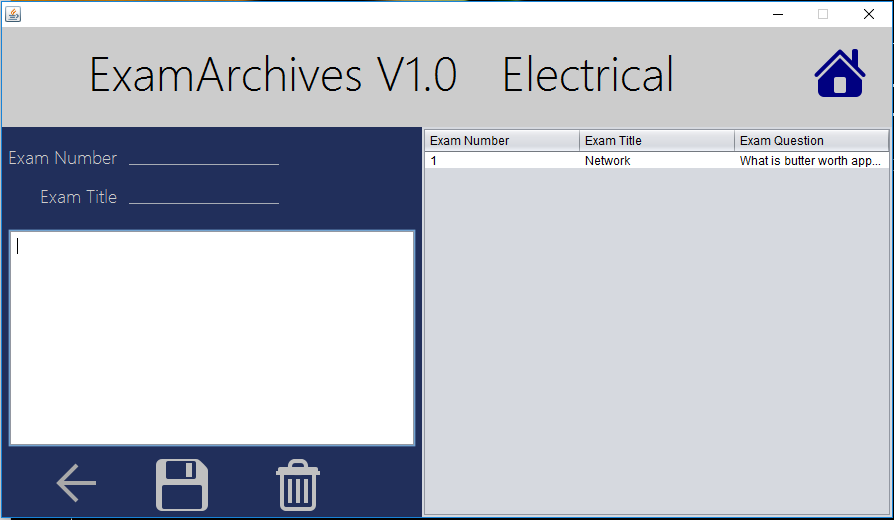 ExamArchives V1.0 Electrical
Exam Number
Exam Title
Exam Number Exam Title Exam Question
1 Network What is butter worth app...